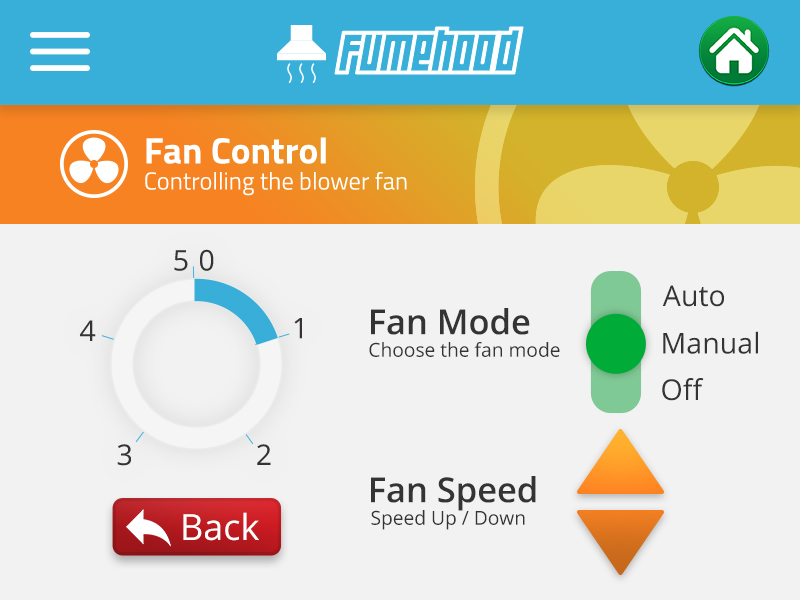 Fumehood
Fan Control
Controlling the blower fan
5 0
4
1
3
2
Fan Mode
Choose the fan mode
Auto
Manual
Off
Fan Speed
Speed Up / Down
Back